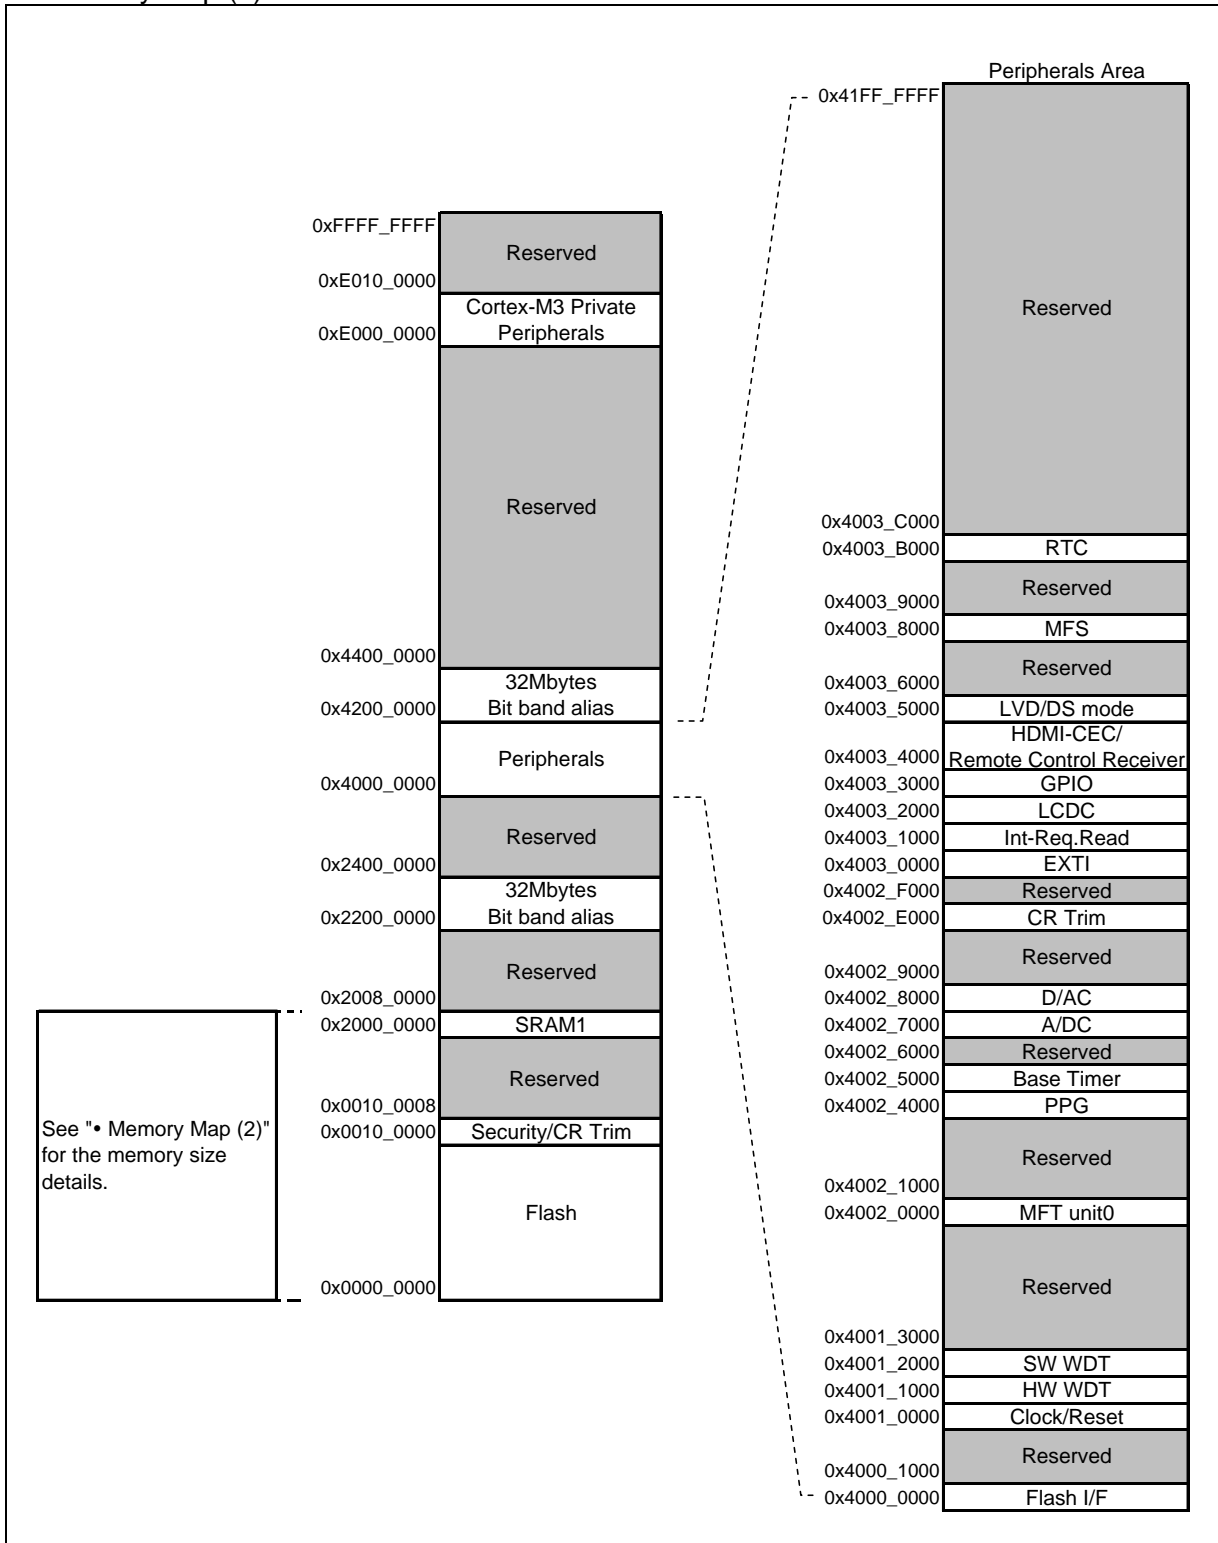 Peripherals Area
0x41FF_FFFF
Reserved
0x4003_C000
0x4003_B000 RTC
Reserved
0x4003_9000
0x4003_8000 MFS
Reserved
0x4003_6000
0x4003_5000 LVD/DS mode
HDMI-CEC/
0x4003_4000 Remote Control Receiver
0x4003_3000 GPIO
0x4003_2000 LCDC
0x4003_1000 Int-Req.Read
0x4003_0000 EXTI
0x4002_F000 Reserved
0x4002_E000 CR Trim
Reserved
0x4002_9000
0x4002_8000 D/AC
0x4002_7000 A/DC
0x4002_6000 Reserved
0x4002_5000 Base Timer
0x4002_4000 PPG
Reserved
0x4002_1000
0x4002_0000 MFT unit0
Reserved
0x4001_3000
0x4001_2000 SW WDT
0x4001_1000 HW WDT
0x4001_0000 Clock/Reset
Reserved
0x4000_1000
0x4000_0000 Flash I/F
0xFFFF_FFFF
Reserved
0xE010_0000
Cortex-M3 Private
0xE000_0000 Peripherals
Reserved
0x4400_0000
32Mbytes
0x4200_0000 Bit band alias
Peripherals
0x4000_0000
Reserved
0x2400_0000
32Mbytes
0x2200_0000 Bit band alias
Reserved
0x2008_0000
0x2000_0000 SRAM1
Reserved
0x0010_0008
0x0010_0000 Security/CR Trim
Flash
0x0000_0000
See "• Memory Map (2)"
for the memory size
details.